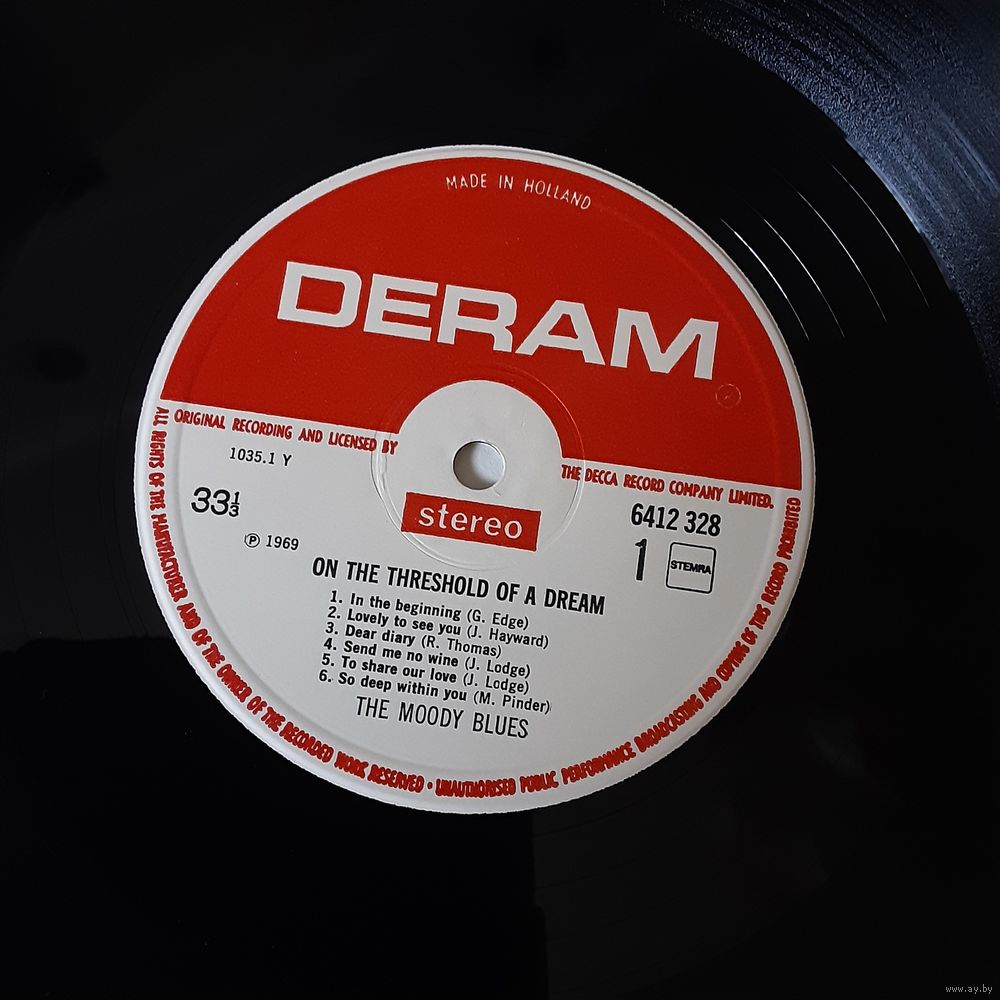 MADE IN HOLLAND
DERAM
ORIGINAL RECORDING AND LICENSED BY THE DECCA RECORD COMPANY LIMITED.
1035.1 Y
33⅓
℗ 1969
stereo
6412 328
1
STEMRA
ON THE THRESHOLD OF A DREAM
1. In the beginning (G. Edge)
2. Lovely to see you (J. Hayward)
3. Dear diary (R. Thomas)
4. Send me no wine (J. Lodge)
5. To share our love (J. Lodge)
6. So deep within you (M. Pinder)
THE MOODY BLUES
ALL RIGHTS OF THE MANUFACTURER AND OF THE OWNER OF THE RECORDED WORK RESERVED • UNAUTHORISED PUBLIC PERFORMANCE BROADCASTING AND COPYING OF THIS RECORD PROHIBITED
www.ay.by